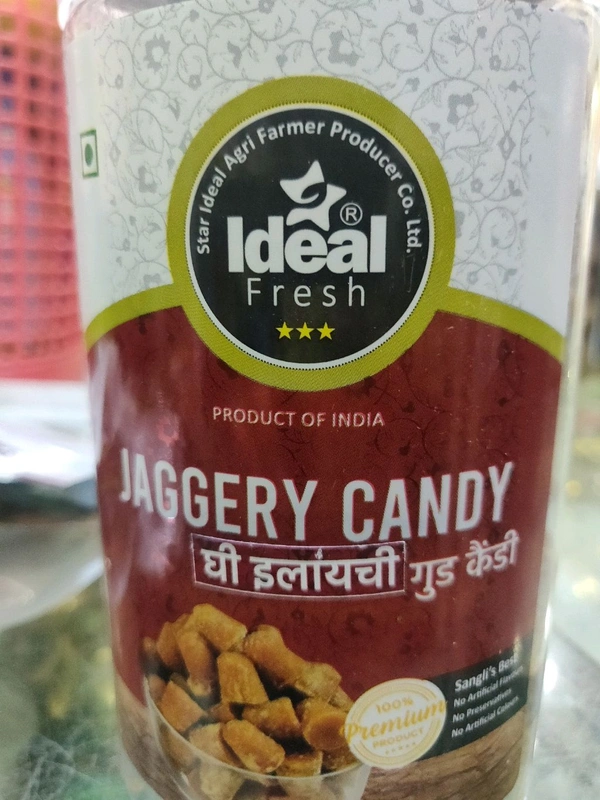 Star Ideal Agri Farmer Producer Co. Ltd.
®
Ideal
Fresh
PRODUCT OF INDIA
JAGGERY CANDY
घी इलांयची गुड कैंडी
Sangli's Best
No Artificial Flavours
No Preservatives
No Artificial Colours
100%
Premium
PRODUCT